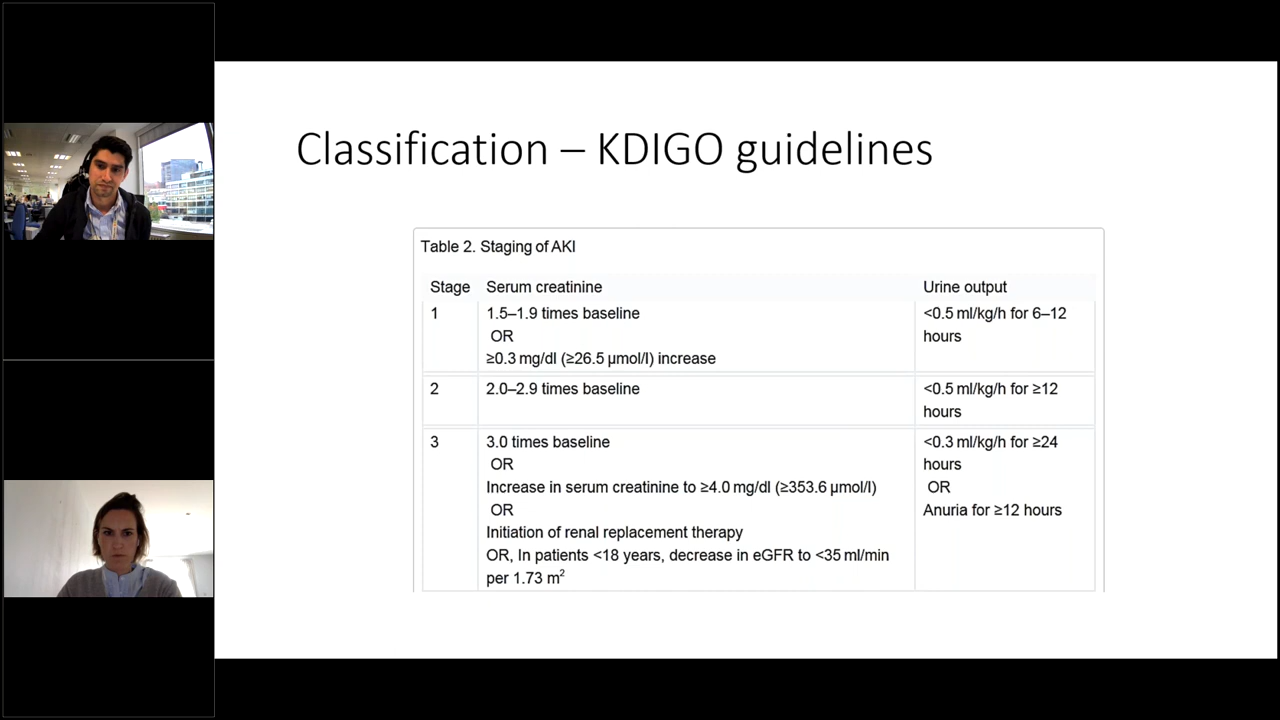 Classification – KDIGO guidelines
Table 2. Staging of AKI
Stage Serum creatinine Urine output
1 1.5–1.9 times baseline <0.5 ml/kg/h for 6–12
OR hours
≥0.3 mg/dl (≥26.5 μmol/l) increase
2 2.0–2.9 times baseline <0.5 ml/kg/h for ≥12
hours
3 3.0 times baseline <0.3 ml/kg/h for ≥24
OR hours
Increase in serum creatinine to ≥4.0 mg/dl (≥353.6 μmol/l) OR
OR Anuria for ≥12 hours
Initiation of renal replacement therapy
OR, In patients <18 years, decrease in eGFR to <35 ml/min
per 1.73 m²